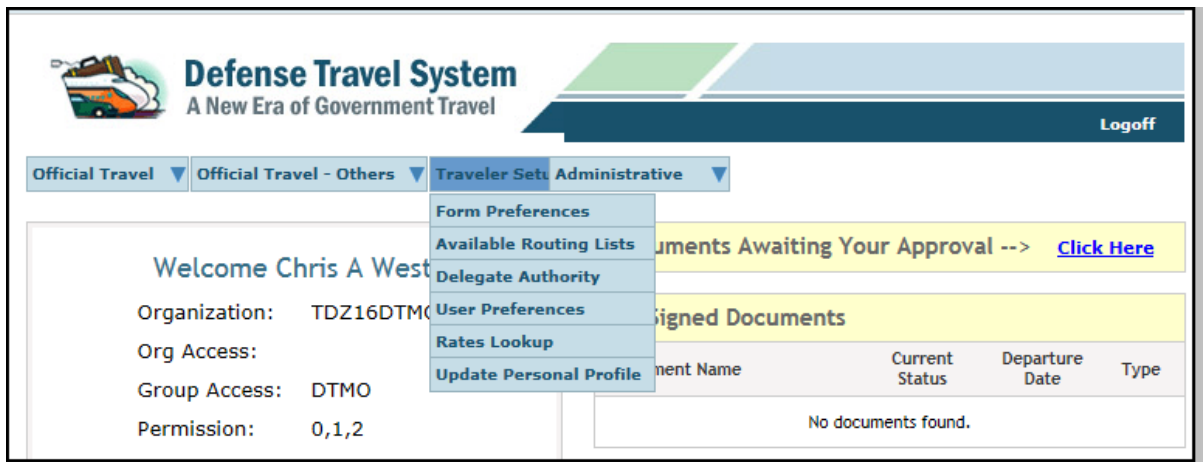 Defense Travel System
A New Era of Government Travel
Logoff
Official Travel Official Travel - Others Traveler Administrative
Form Preferences
Available Routing Lists
Delegate Authority
User Preferences
Rates Lookup
Update Personal Profile
Welcome Chris A West
Organization:
Org Access:
Group Access: DTMO
Permission: 0,1,2
Awaiting Your Approval --> Click Here
Signed Documents
Name Current Status Departure Date Type
No documents found.